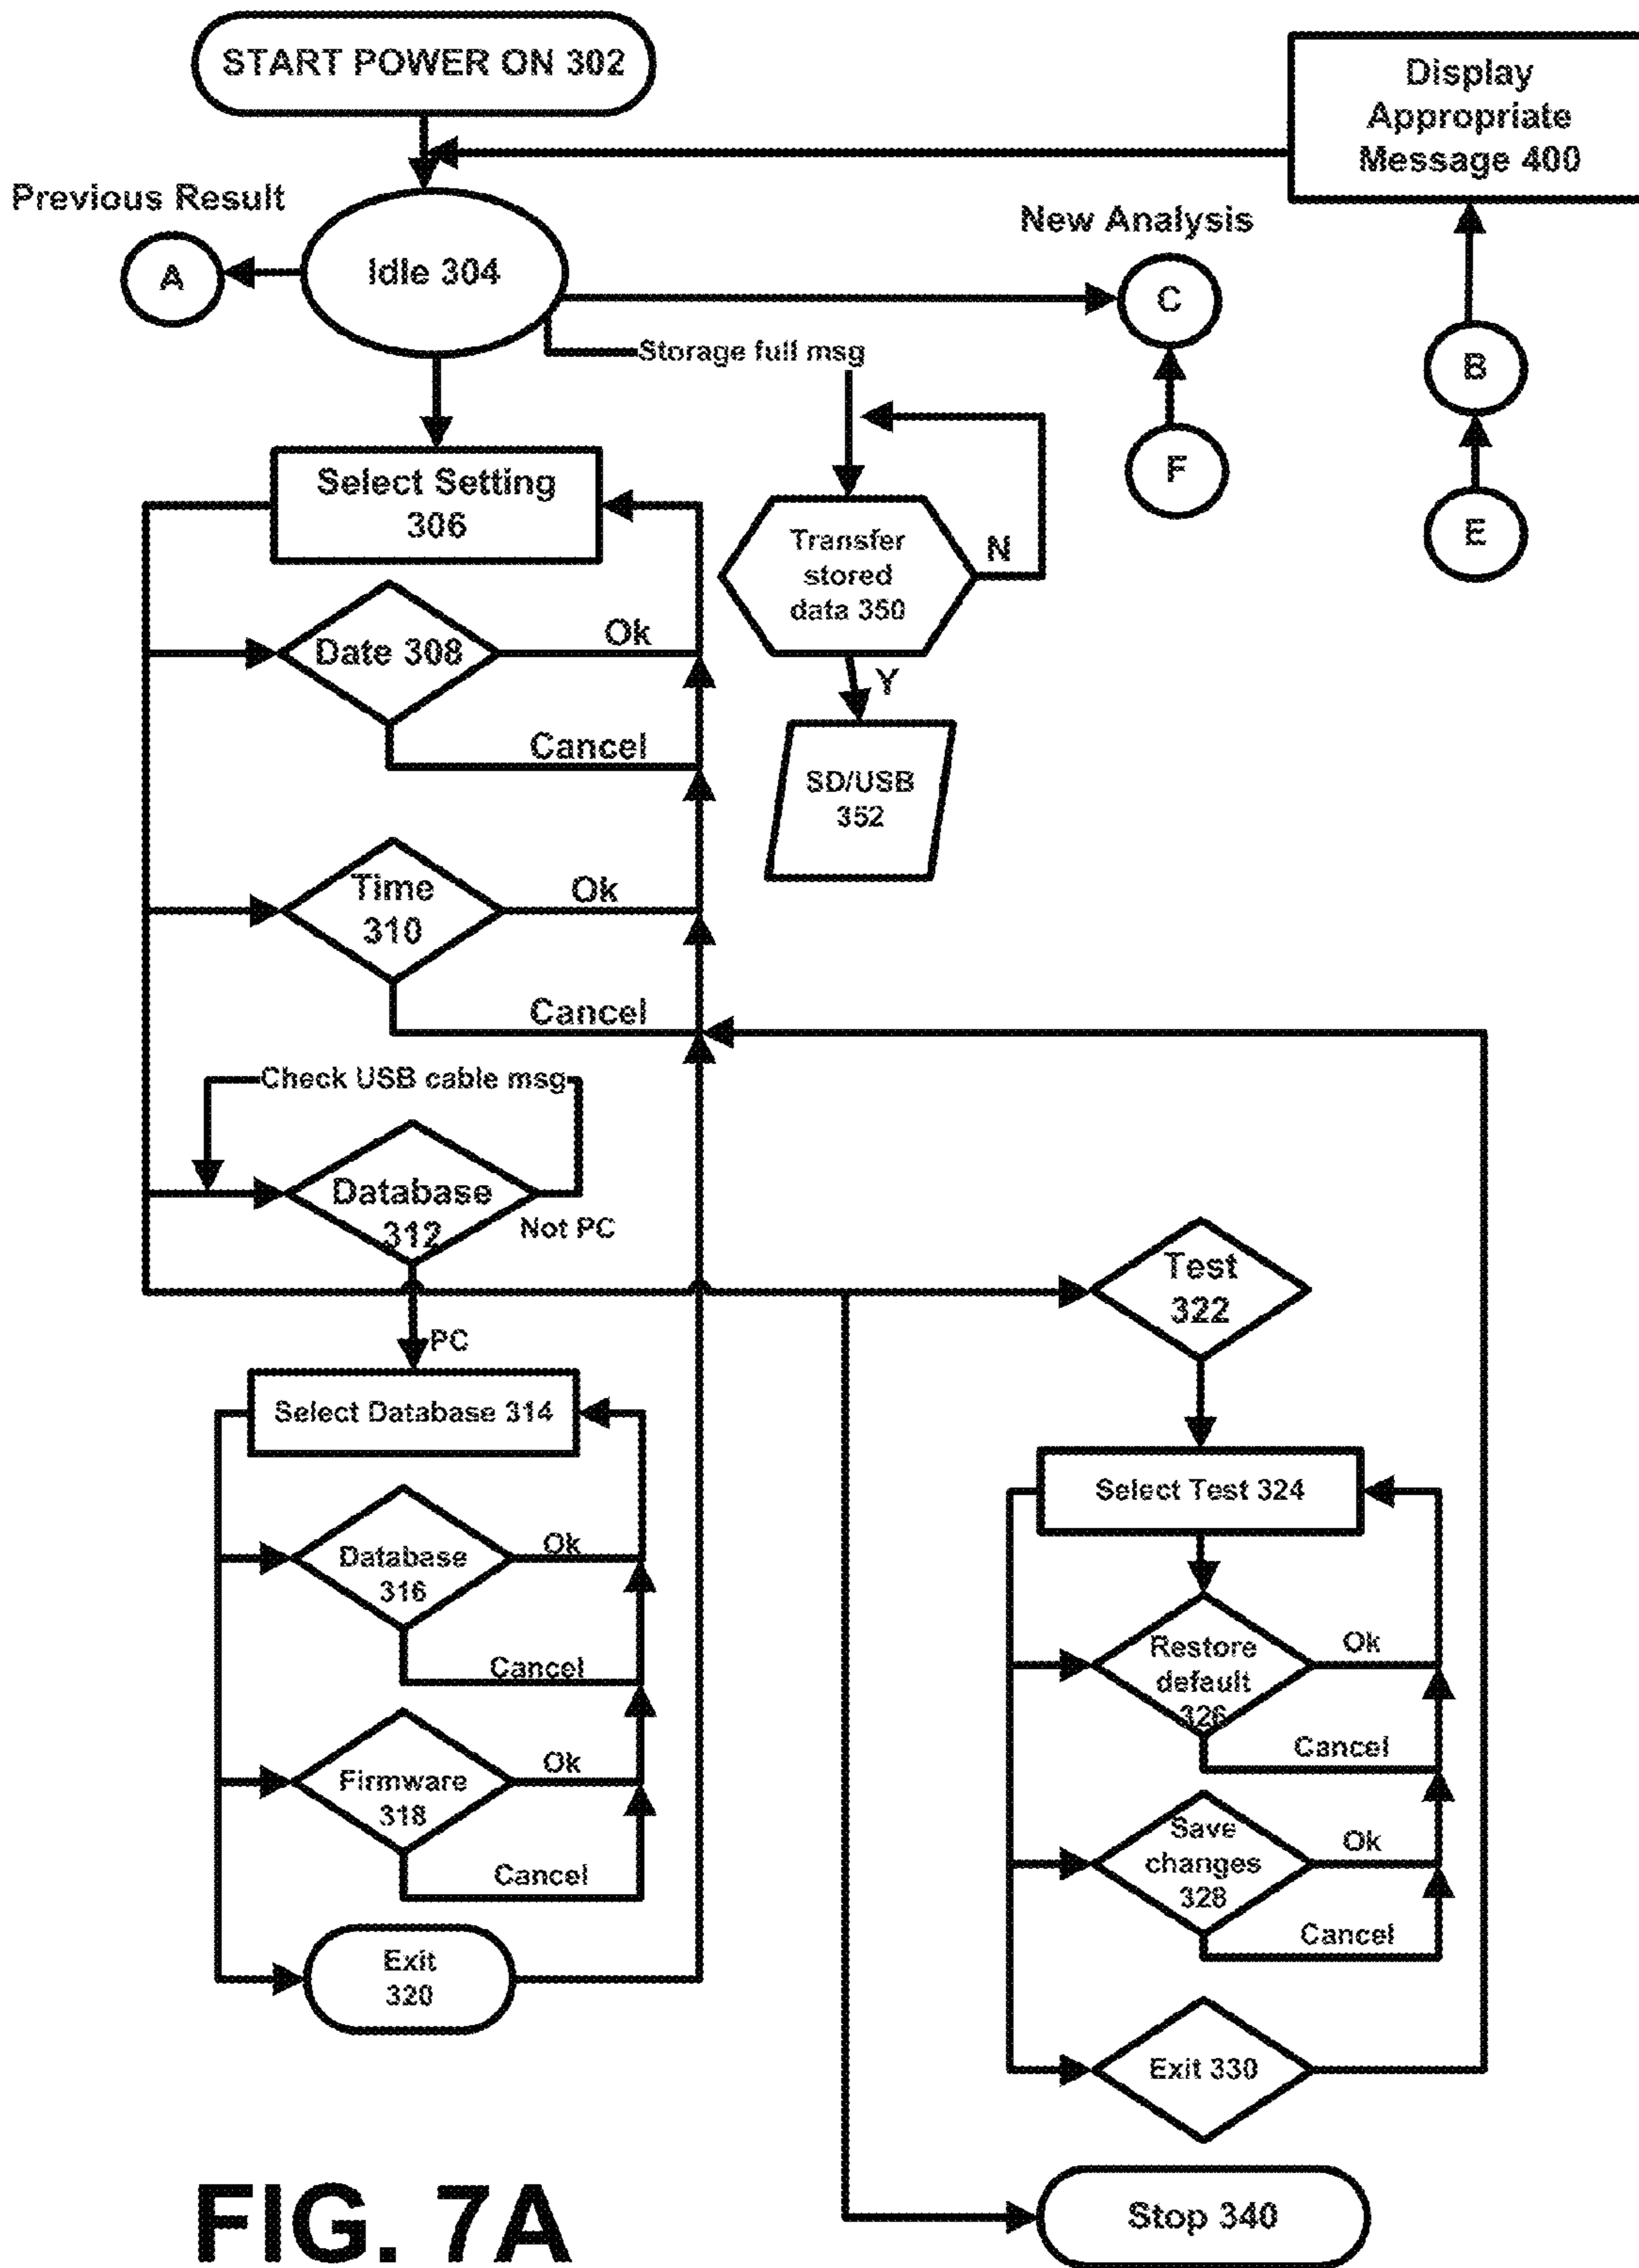 START POWER ON 302
Display
Appropriate
Message 400
Previous Result
A
Idle 304
New Analysis
C
Storage full msg
B
F
E
Select Setting
306
Transfer
stored
data 350
N
Y
SD/USB
352
Date 308
Ok
Cancel
Time
310
Ok
Cancel
Check USB cable msg
Database
312
Not PC
PC
Test
322
Select Database 314
Database
316
Ok
Cancel
Firmware
318
Ok
Cancel
Exit
320
Select Test 324
Restore
default
326
Ok
Cancel
Save
changes
328
Ok
Cancel
Exit 330
Stop 340
FIG. 7A